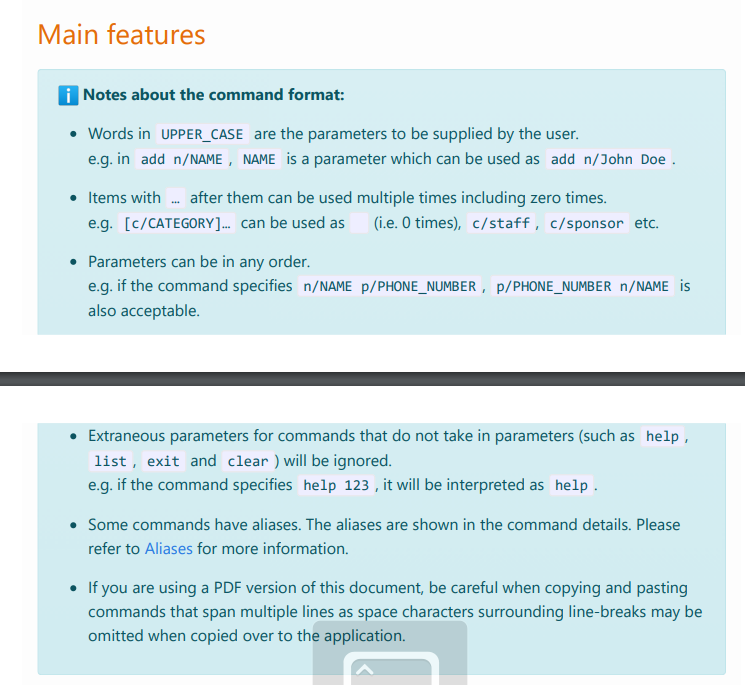 Main features
Notes about the command format:
• Words in UPPER_CASE are the parameters to be supplied by the user.
e.g. in add n/NAME , NAME is a parameter which can be used as add n/John Doe .
• Items with … after them can be used multiple times including zero times.
e.g. [c/CATEGORY]… can be used as   (i.e. 0 times), c/staff , c/sponsor etc.
• Parameters can be in any order.
e.g. if the command specifies n/NAME p/PHONE_NUMBER , p/PHONE_NUMBER n/NAME is
also acceptable.
• Extraneous parameters for commands that do not take in parameters (such as help ,
list , exit and clear ) will be ignored.
e.g. if the command specifies help 123 , it will be interpreted as help .
• Some commands have aliases. The aliases are shown in the command details. Please
refer to Aliases for more information.
• If you are using a PDF version of this document, be careful when copying and pasting
commands that span multiple lines as space characters surrounding line-breaks may be
omitted when copied over to the application.